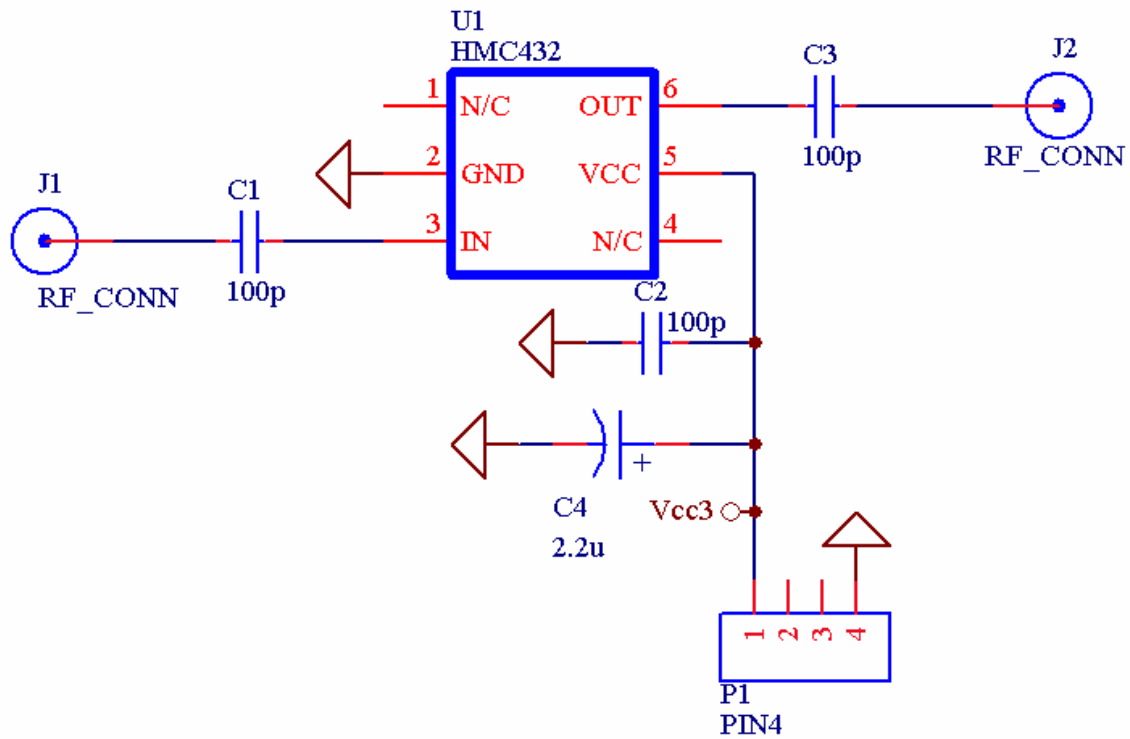 U1
HMC432
C3
J2
1
N/C
OUT
6
100p
RF_CONN
2
GND
VCC
5
J1
C1
3
IN
N/C
4
RF_CONN
100p
C2
100p
+
C4
2.2u
Vcc3
1
2
3
4
P1
PIN4